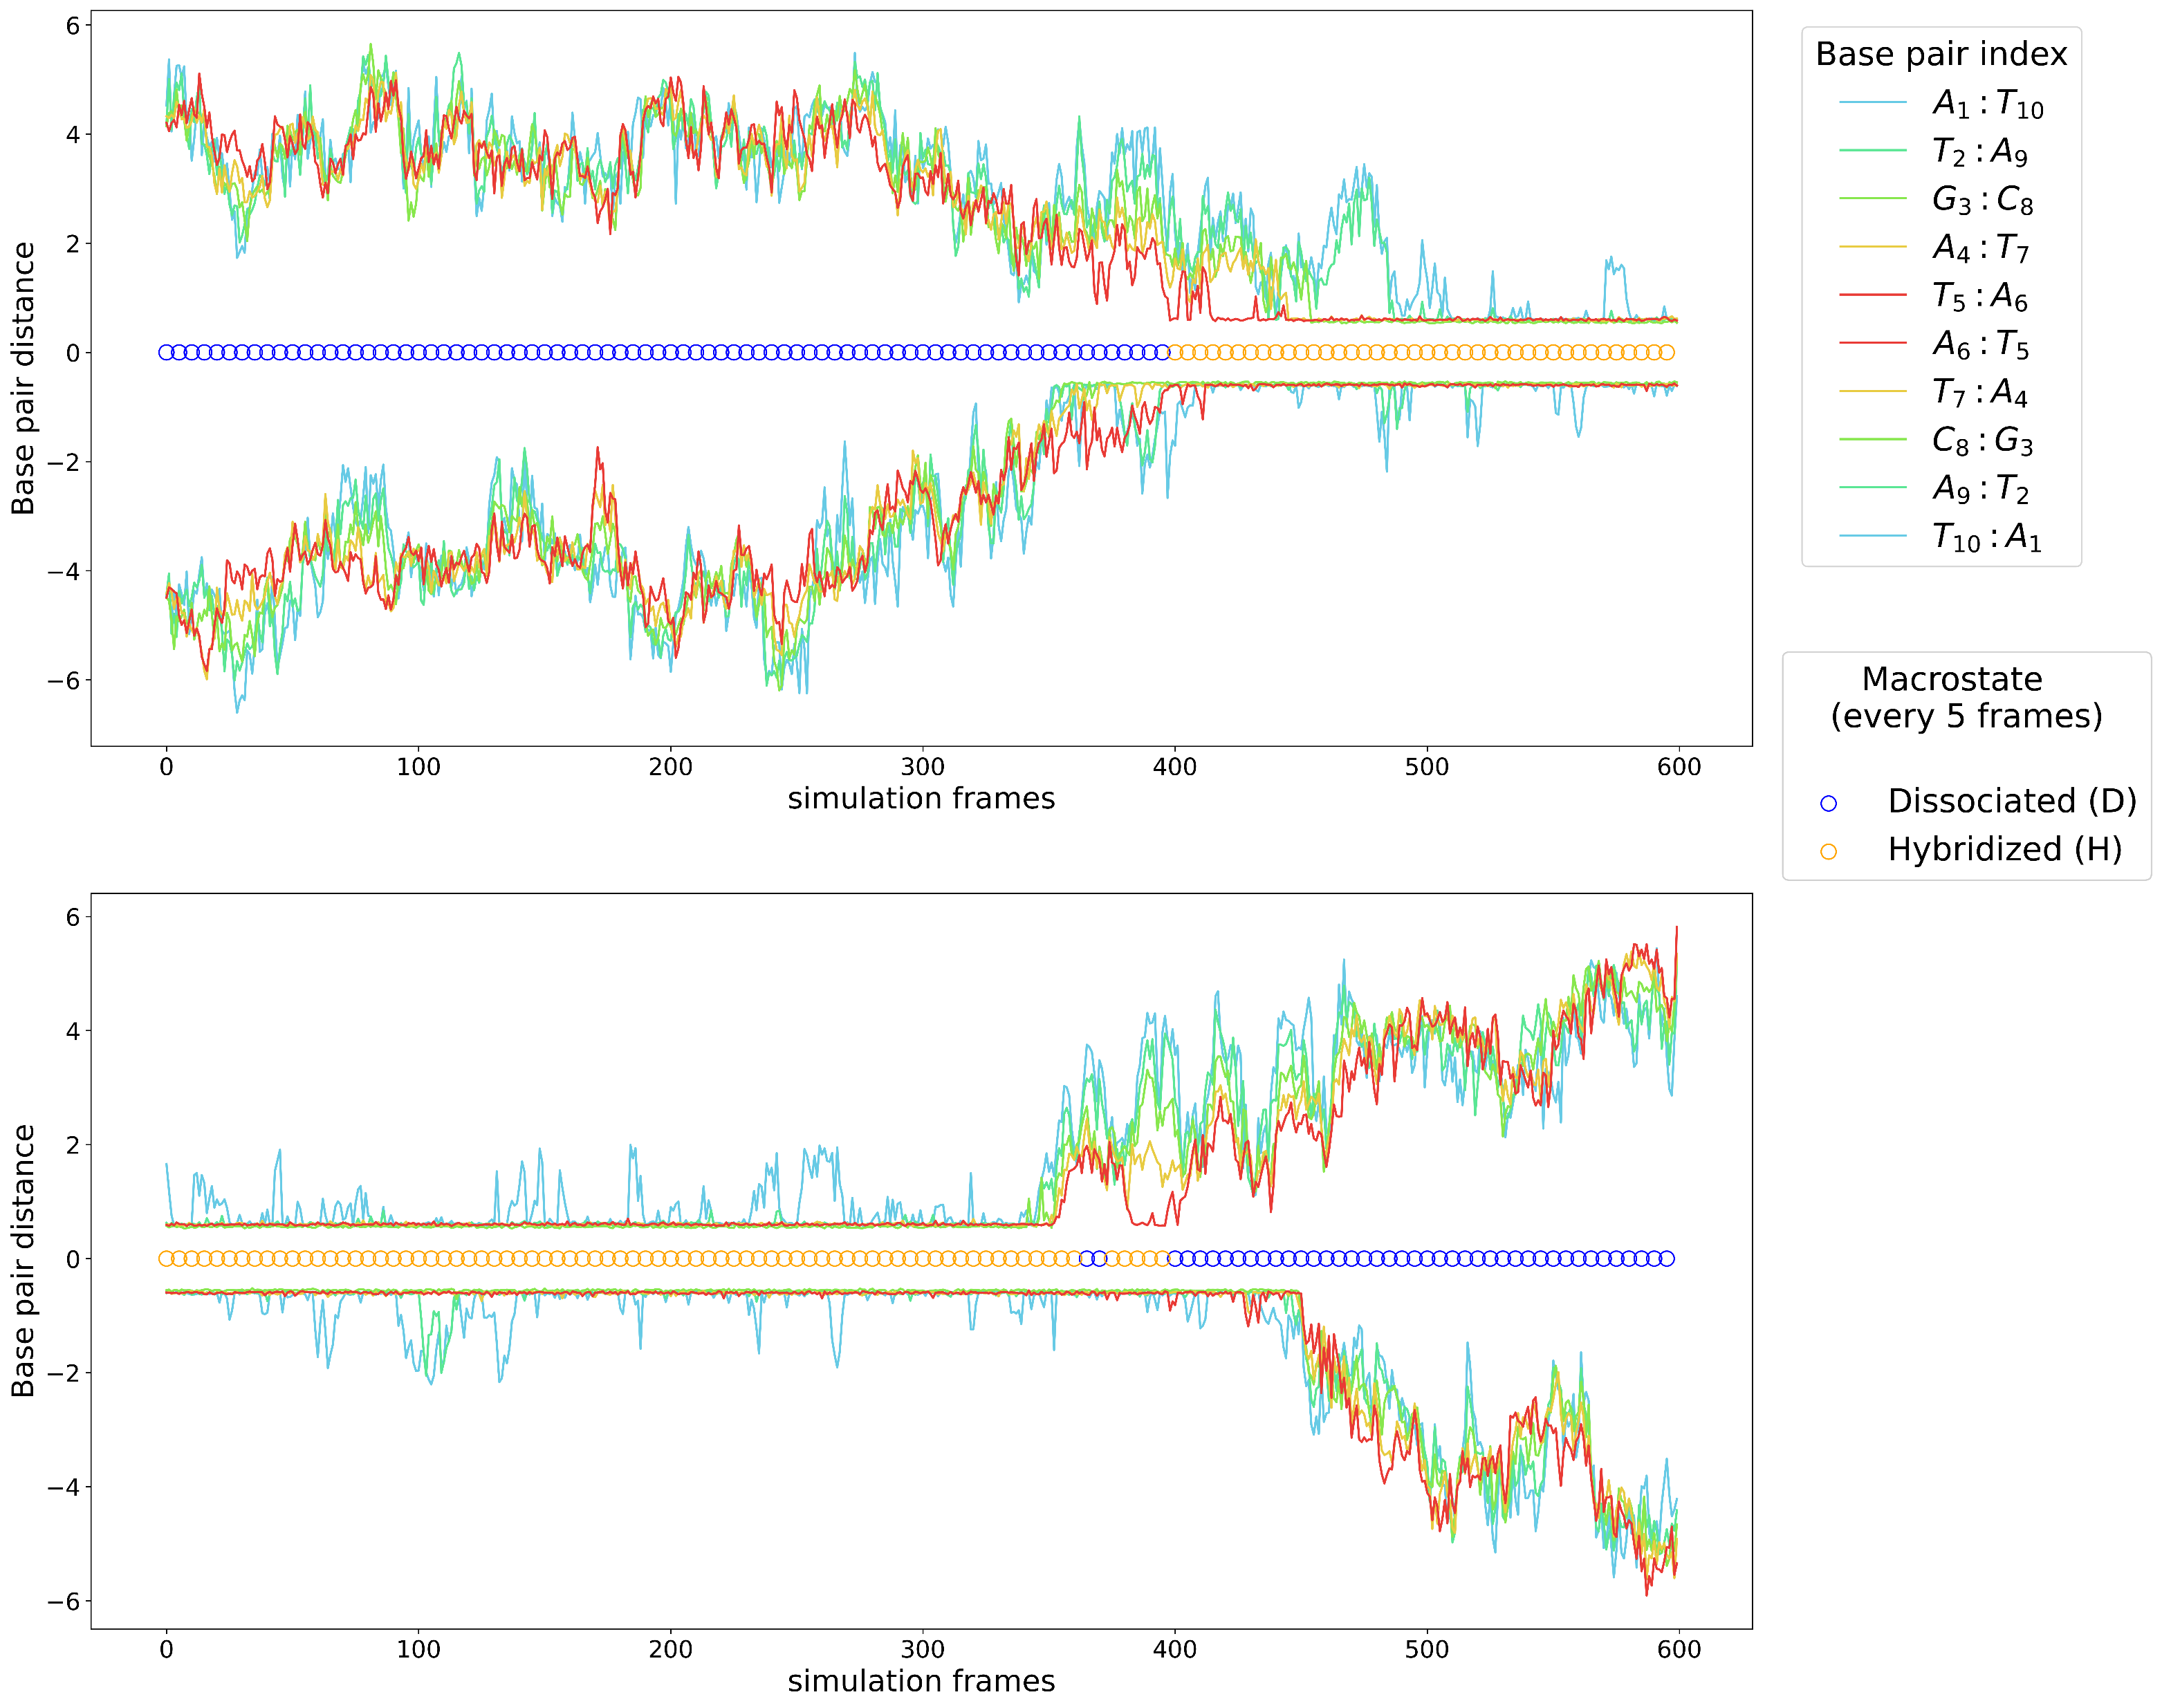 6
4
2
0
−2
−4
−6
Base pair distance
0 100 200 300 400 500 600
simulation frames
Base pair index
A1 : T10
T2 : A9
G3 : C8
A4 : T7
T5 : A6
A6 : T5
T7 : A4
C8 : G3
A9 : T2
T10 : A1
Macrostate
(every 5 frames)
Dissociated (D)
Hybridized (H)
6
4
2
0
−2
−4
−6
Base pair distance
0 100 200 300 400 500 600
simulation frames